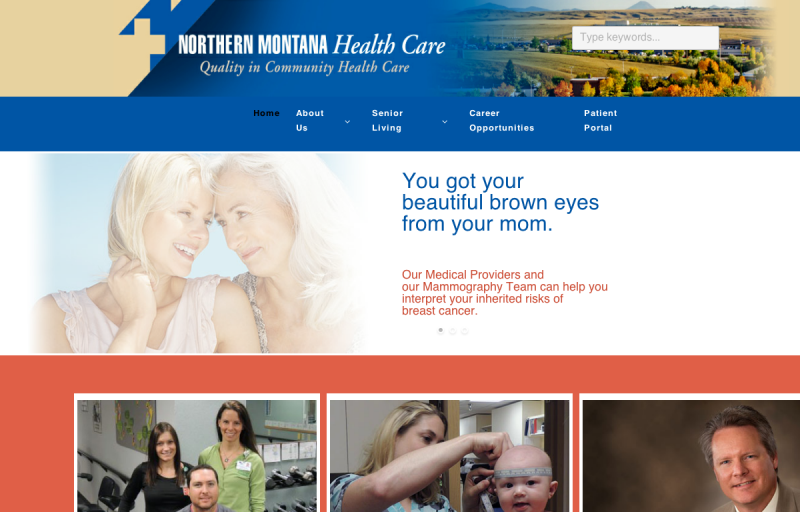 NORTHERN MONTANA Health Care
Quality in Community Health Care
Type keywords...
Home
About
Us
Senior
Living
Career
Opportunities
Patient
Portal
You got your
beautiful brown eyes
from your mom.
Our Medical Providers and
our Mammography Team can help you
interpret your inherited risks of
breast cancer.